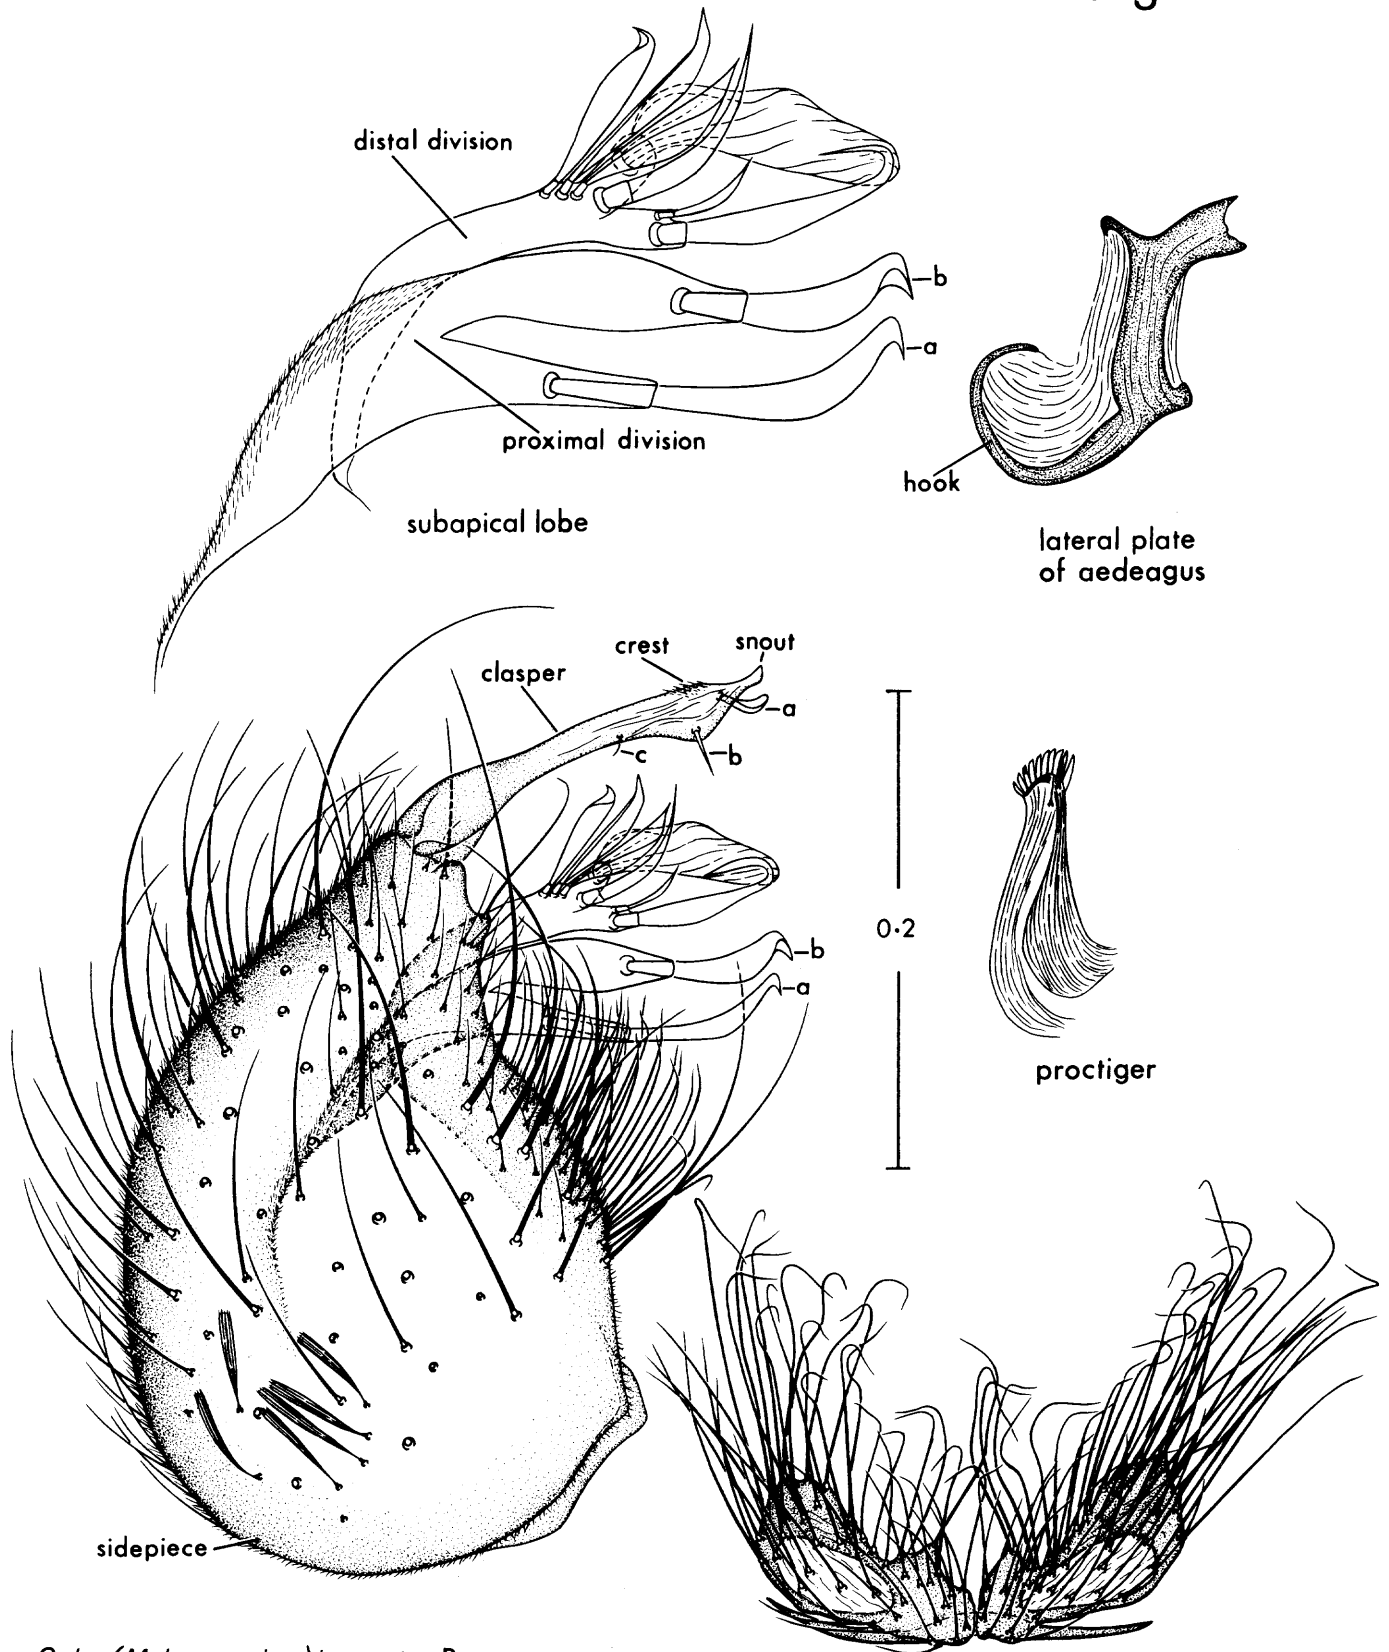 distal division
b
a
proximal division
hook
subapical lobe
lateral plate
of aedeagus
crest
snout
clasper
a
c
b
0·2
b
a
proctiger
sidepiece